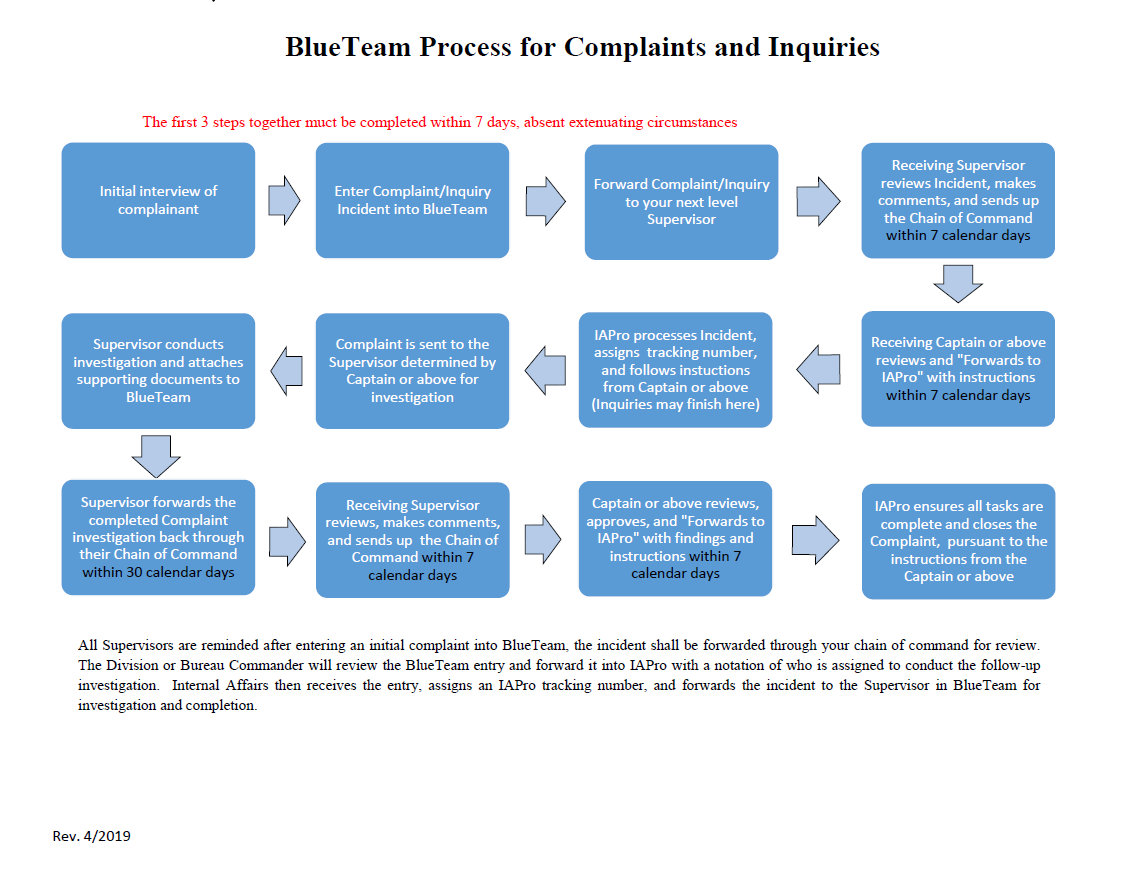 BlueTeam Process for Complaints and Inquiries
The first 3 steps together muct be completed within 7 days, absent extenuating circumstances
Initial interview of
complainant
Enter Complaint/Inquiry
Incident into BlueTeam
Forward Complaint/Inquiry
to your next level
Supervisor
Receiving Supervisor
reviews Incident, makes
comments, and sends up
the Chain of Command
within 7 calendar days
Receiving Captain or above
reviews and "Forwards to
IAPro" with instructions
within 7 calendar days
IAPro processes Incident,
assigns tracking number,
and follows instuctions
from Captain or above
(Inquiries may finish here)
Complaint is sent to the
Supervisor determined by
Captain or above for
investigation
Supervisor conducts
investigation and attaches
supporting documents to
BlueTeam
Supervisor forwards the
completed Complaint
investigation back through
their Chain of Command
within 30 calendar days
Receiving Supervisor
reviews, makes comments,
and sends up the Chain of
Command within 7
calendar days
Captain or above reviews,
approves, and "Forwards to
IAPro" with findings and
instructions within 7
calendar days
IAPro ensures all tasks are
complete and closes the
Complaint, pursuant to the
instructions from the
Captain or above
All Supervisors are reminded after entering an initial complaint into BlueTeam, the incident shall be forwarded through your chain of command for review.
The Division or Bureau Commander will review the BlueTeam entry and forward it into IAPro with a notation of who is assigned to conduct the follow-up
investigation. Internal Affairs then receives the entry, assigns an IAPro tracking number, and forwards the incident to the Supervisor in BlueTeam for
investigation and completion.
Rev. 4/2019